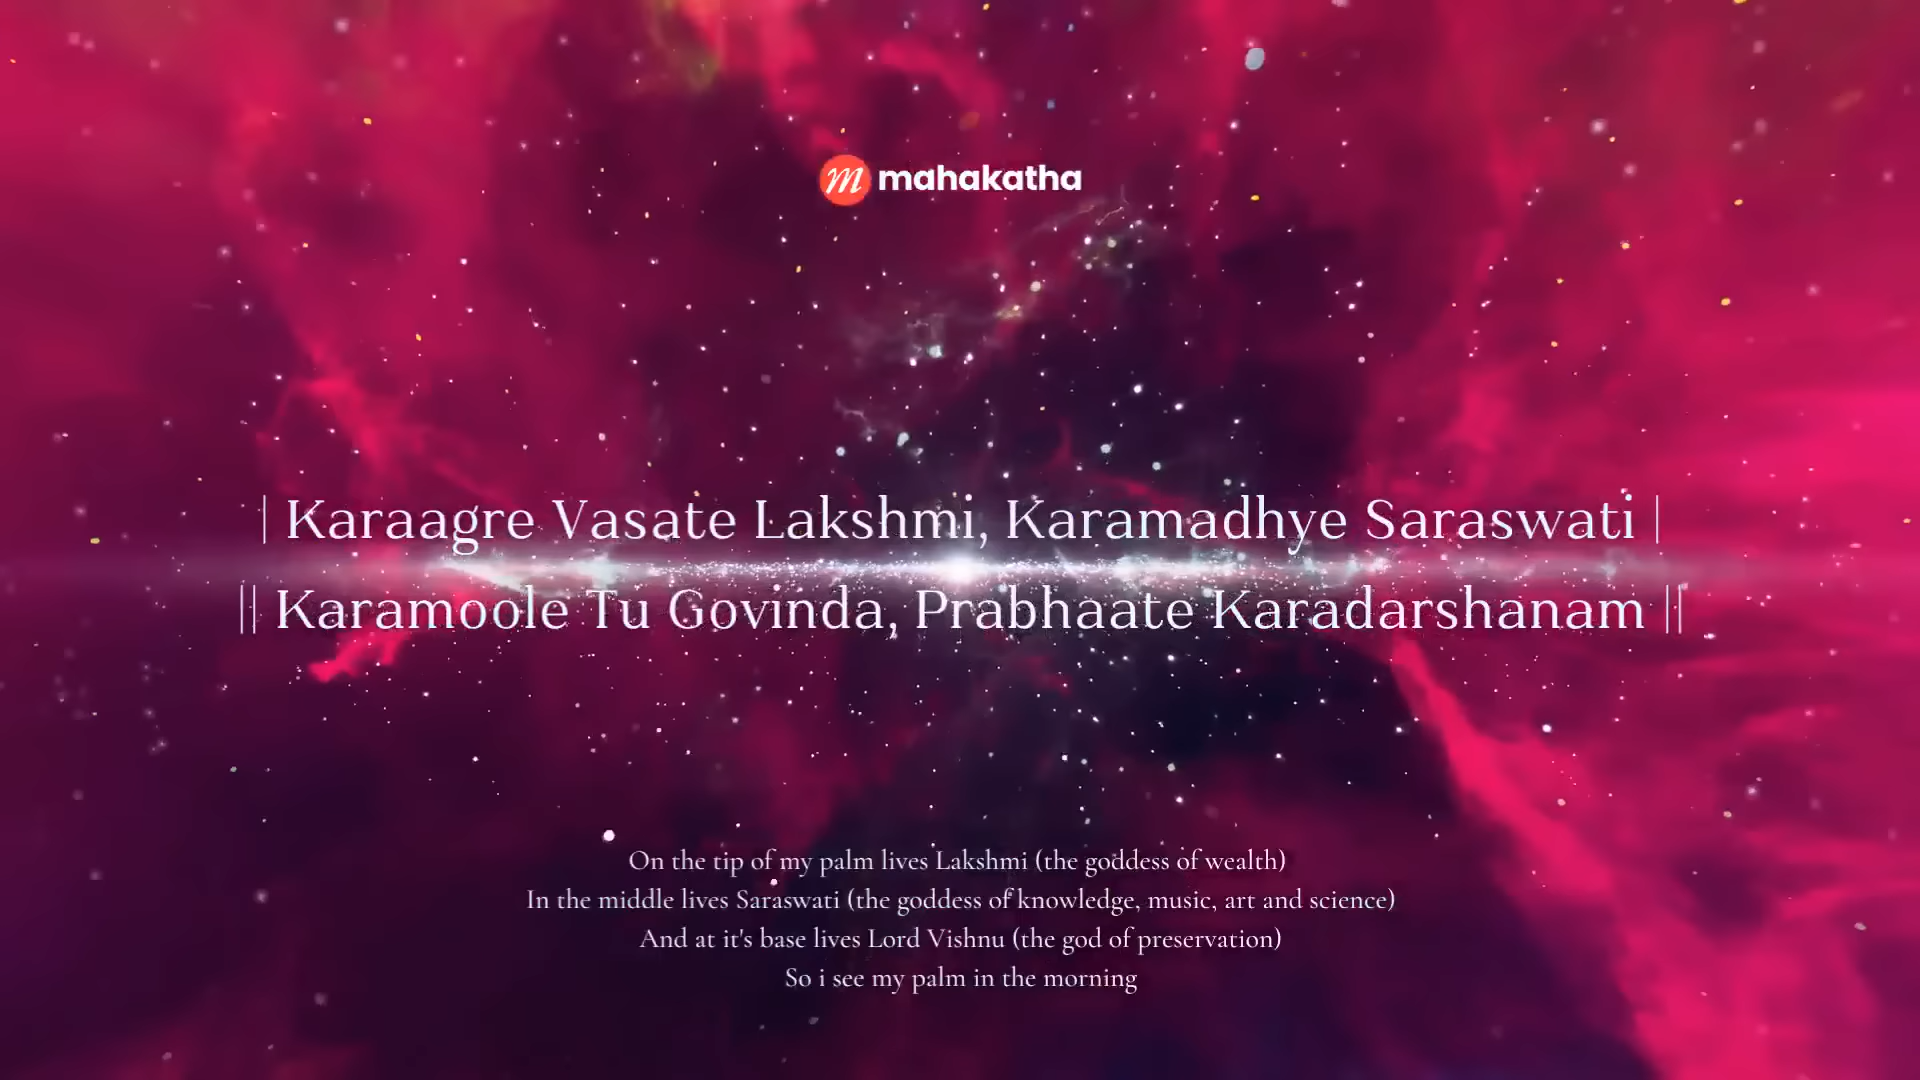 mahakatha
| Karaagre Vasate Lakshmi, Karamadhye Saraswati |
|| Karamoole Tu Govinda, Prabhaate Karadarshanam ||
On the tip of my palm lives Lakshmi (the goddess of wealth)
In the middle lives Saraswati (the goddess of knowledge, music, art and science)
And at it's base lives Lord Vishnu (the god of preservation)
So i see my palm in the morning